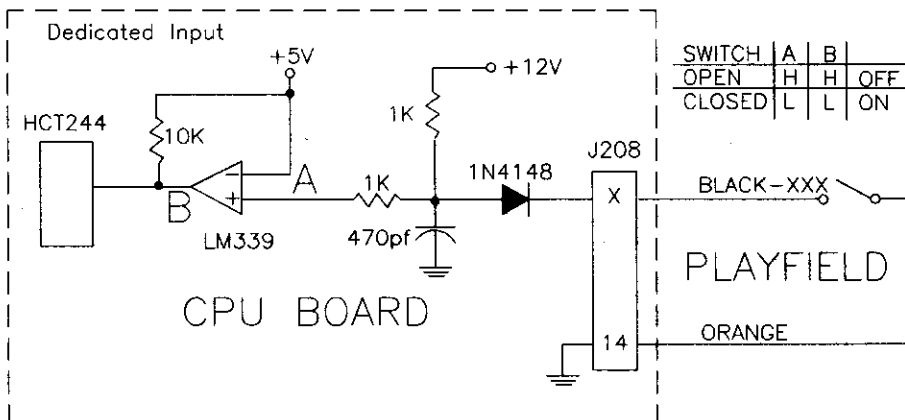 Dedicated Input
+5V
+12V
SWITCH A B
OPEN H H OFF
CLOSED L L ON
HCT244
10K
1K
J208
A
1K
1N4148
X
BLACK-XXX
B
LM339
470pf
PLAYFIELD
CPU BOARD
14
ORANGE